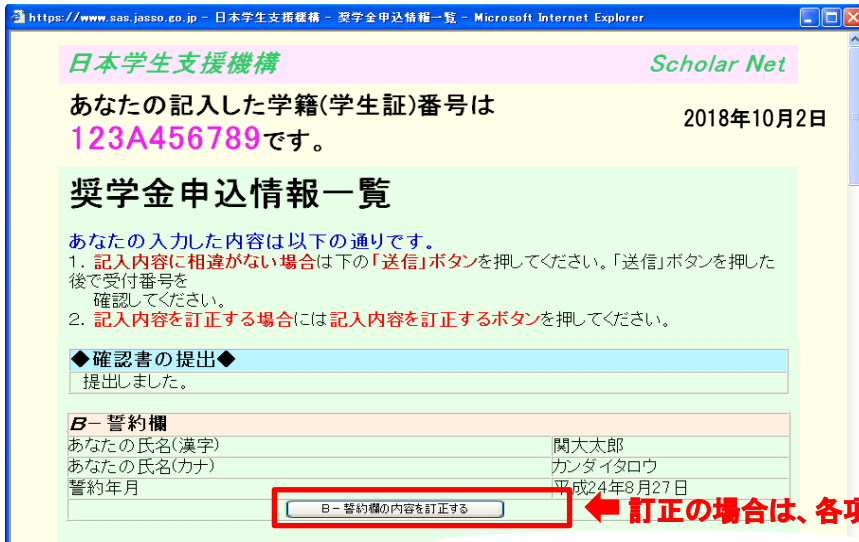 https://www.sas.jasso.go.jp - 日本学生支援機構 - 奨学金申込情報一覧 - Microsoft Internet Explorer
日本学生支援機構 Scholar Net
あなたの記入した学籍(学生証)番号は
2018年10月2日
123A456789です。
奨学金申込情報一覧
あなたの入力した内容は以下の通りです。
1. 記入内容に相違がない場合は下の「送信」ボタンを押してください。「送信」ボタンを押した
後で受付番号を
確認してください。
2. 記入内容を訂正する場合には記入内容を訂正するボタンを押してください。
◆確認書の提出◆
提出しました。
B-誓約欄
あなたの氏名(漢字) 関大太郎
あなたの氏名(カナ) カンダイタロウ
誓約年月 平成24年8月27日
B-誓約欄の内容を訂正する
訂正の場合は、各項